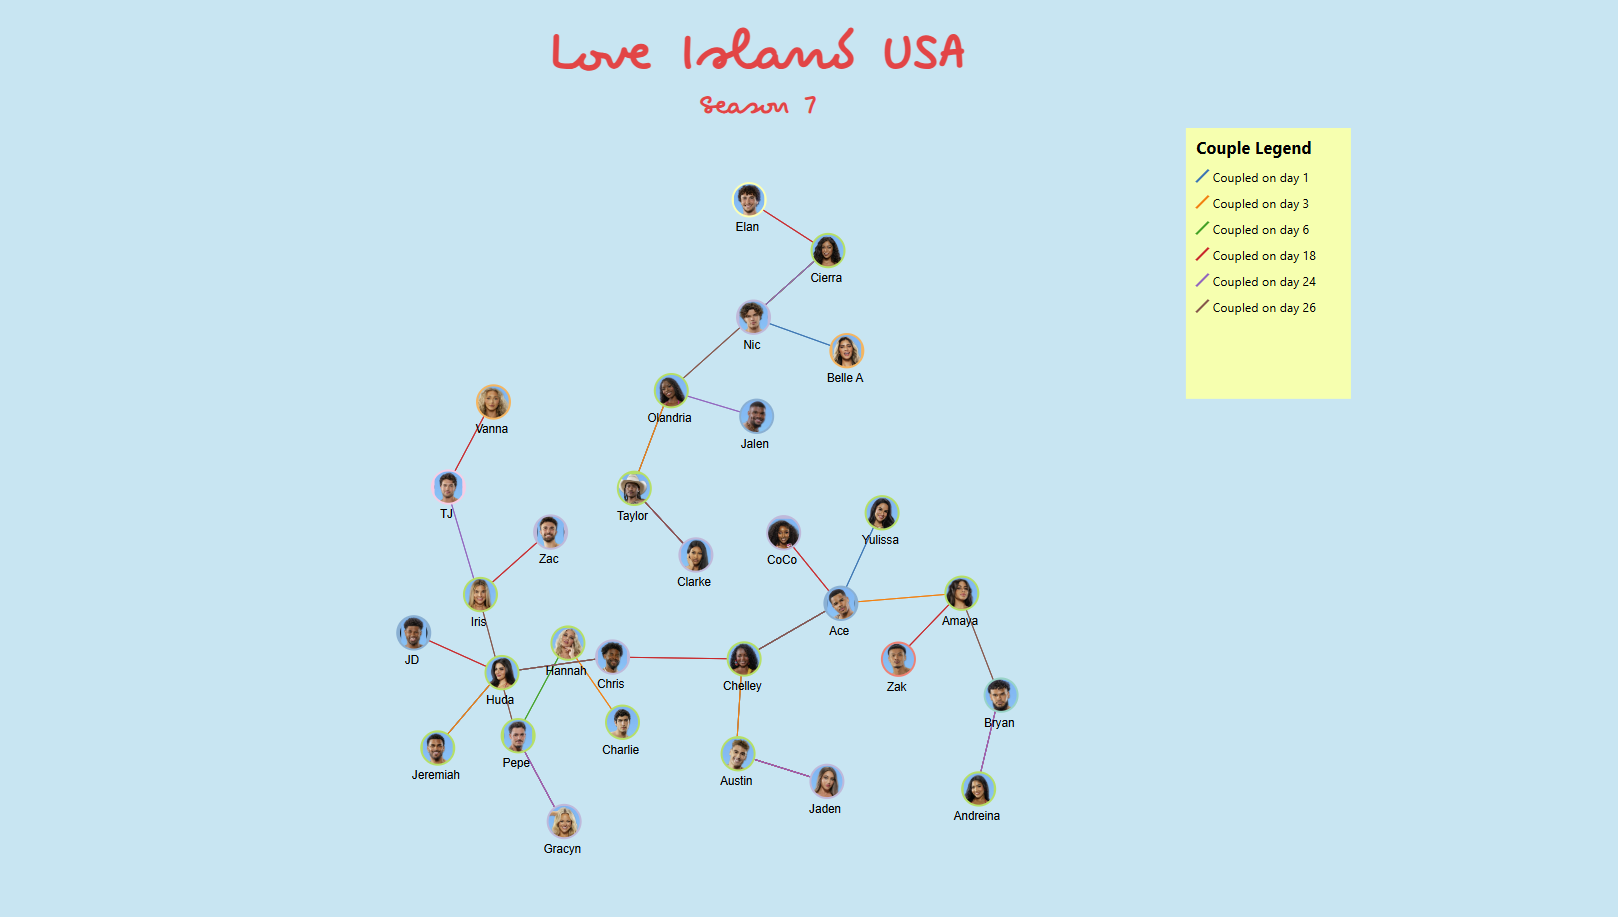 Love Island USA
Season 7
Couple Legend
Coupled on day 1
Coupled on day 3
Coupled on day 6
Coupled on day 18
Coupled on day 24
Coupled on day 26
Elan
Cierra
Nic
Belle A
Olandria
Jalen
Vanna
TJ
Taylor
Zac
Clarke
CoCo
Yulissa
Iris
Ace
Amaya
JD
Hannah
Chris
Chelley
Zak
Huda
Bryan
Charlie
Pepe
Jeremiah
Austin
Jaden
Andreina
Gracyn